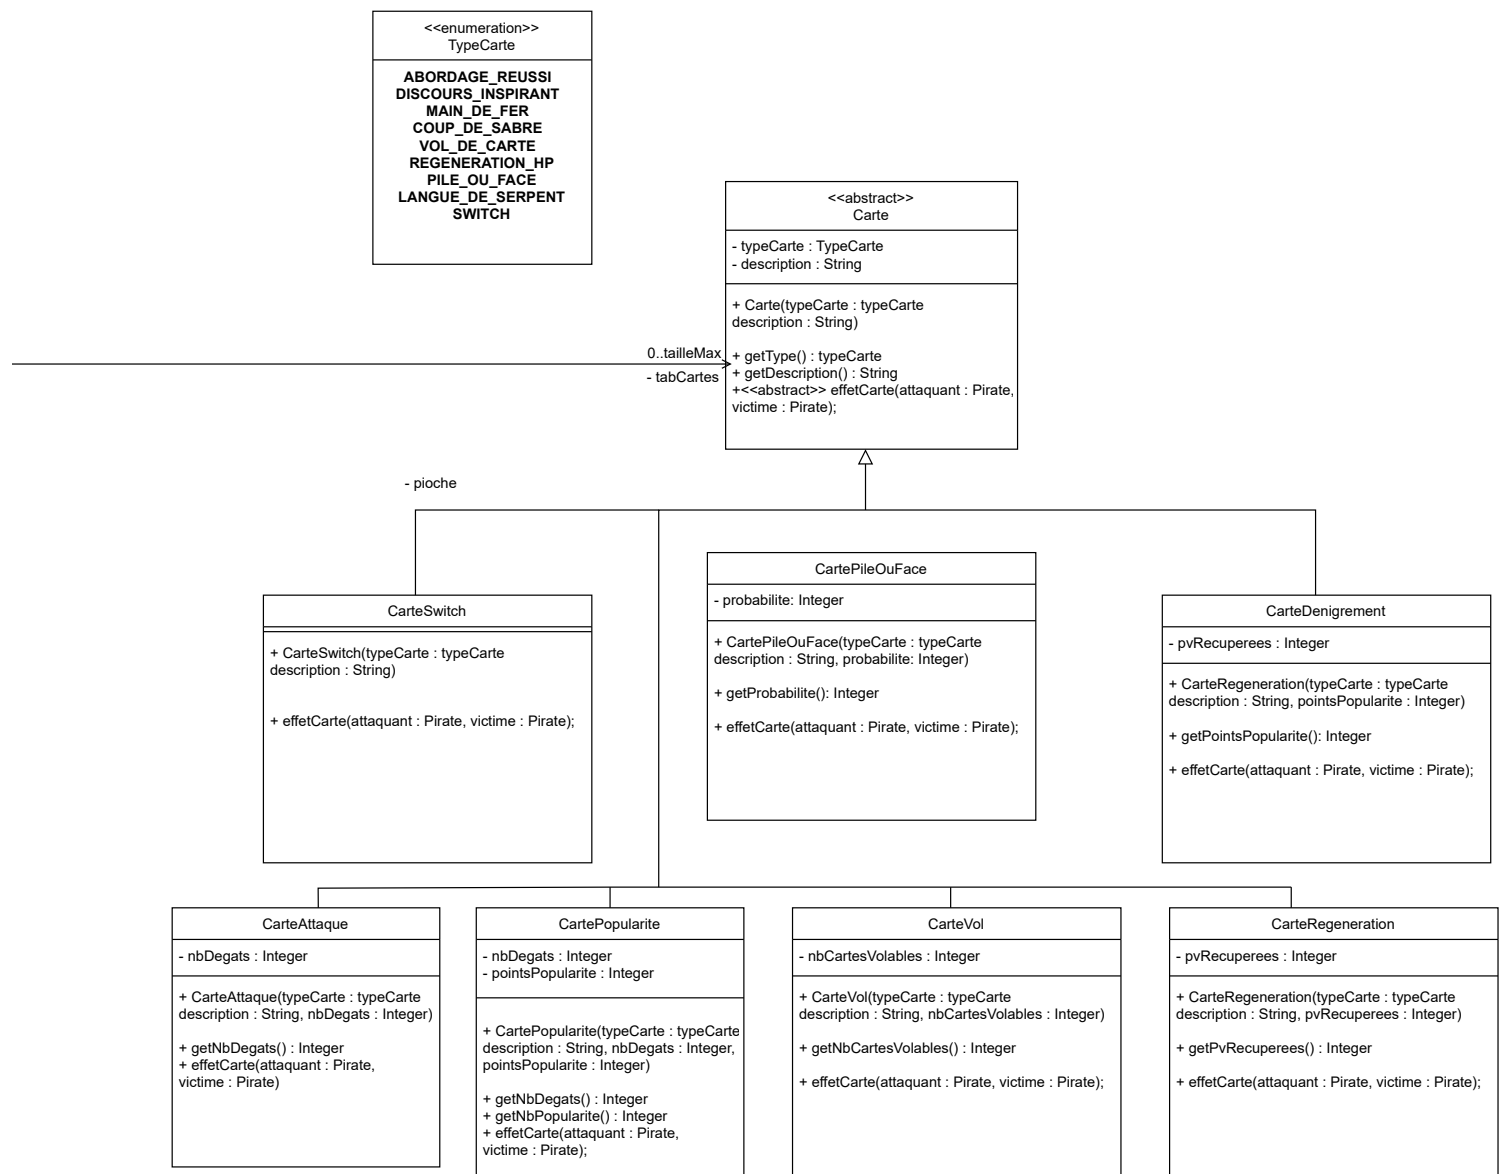 <<enumeration>>
TypeCarte
ABORDAGE_REUSSI
DISCOURS_INSPIRANT
MAIN_DE_FER
COUP_DE_SABRE
VOL_DE_CARTE
REGENERATION_HP
PILE_OU_FACE
LANGUE_DE_SERPENT
SWITCH
<<abstract>>
Carte
- typeCarte : TypeCarte
- description : String
+ Carte(typeCarte : typeCarte
description : String)
+ getType() : typeCarte
+ getDescription() : String
+<<abstract>> effetCarte(attaquant : Pirate,
victime : Pirate);
0..tailleMax
- tabCartes
- pioche
CarteSwitch
+ CarteSwitch(typeCarte : typeCarte
description : String)
+ effetCarte(attaquant : Pirate, victime : Pirate);
CartePileOuFace
- probabilite: Integer
+ CartePileOuFace(typeCarte : typeCarte
description : String, probabilite: Integer)
+ getProbabilite(): Integer
+ effetCarte(attaquant : Pirate, victime : Pirate);
CarteDenigrement
- pvRecuperees : Integer
+ CarteRegeneration(typeCarte : typeCarte
description : String, pointsPopularite : Integer)
+ getPointsPopularite(): Integer
+ effetCarte(attaquant : Pirate, victime : Pirate);
CarteAttaque
- nbDegats : Integer
+ CarteAttaque(typeCarte : typeCarte
description : String, nbDegats : Integer)
+ getNbDegats() : Integer
+ effetCarte(attaquant : Pirate,
victime : Pirate)
CartePopularite
- nbDegats : Integer
- pointsPopularite : Integer
+ CartePopularite(typeCarte : typeCarte
description : String, nbDegats : Integer,
pointsPopularite : Integer)
+ getNbDegats() : Integer
+ getNbPopularite() : Integer
+ effetCarte(attaquant : Pirate,
victime : Pirate);
CarteVol
- nbCartesVolables : Integer
+ CarteVol(typeCarte : typeCarte
description : String, nbCartesVolables : Integer)
+ getNbCartesVolables() : Integer
+ effetCarte(attaquant : Pirate, victime : Pirate);
CarteRegeneration
- pvRecuperees : Integer
+ CarteRegeneration(typeCarte : typeCarte
description : String, pvRecuperees : Integer)
+ getPvRecuperees() : Integer
+ effetCarte(attaquant : Pirate, victime : Pirate);